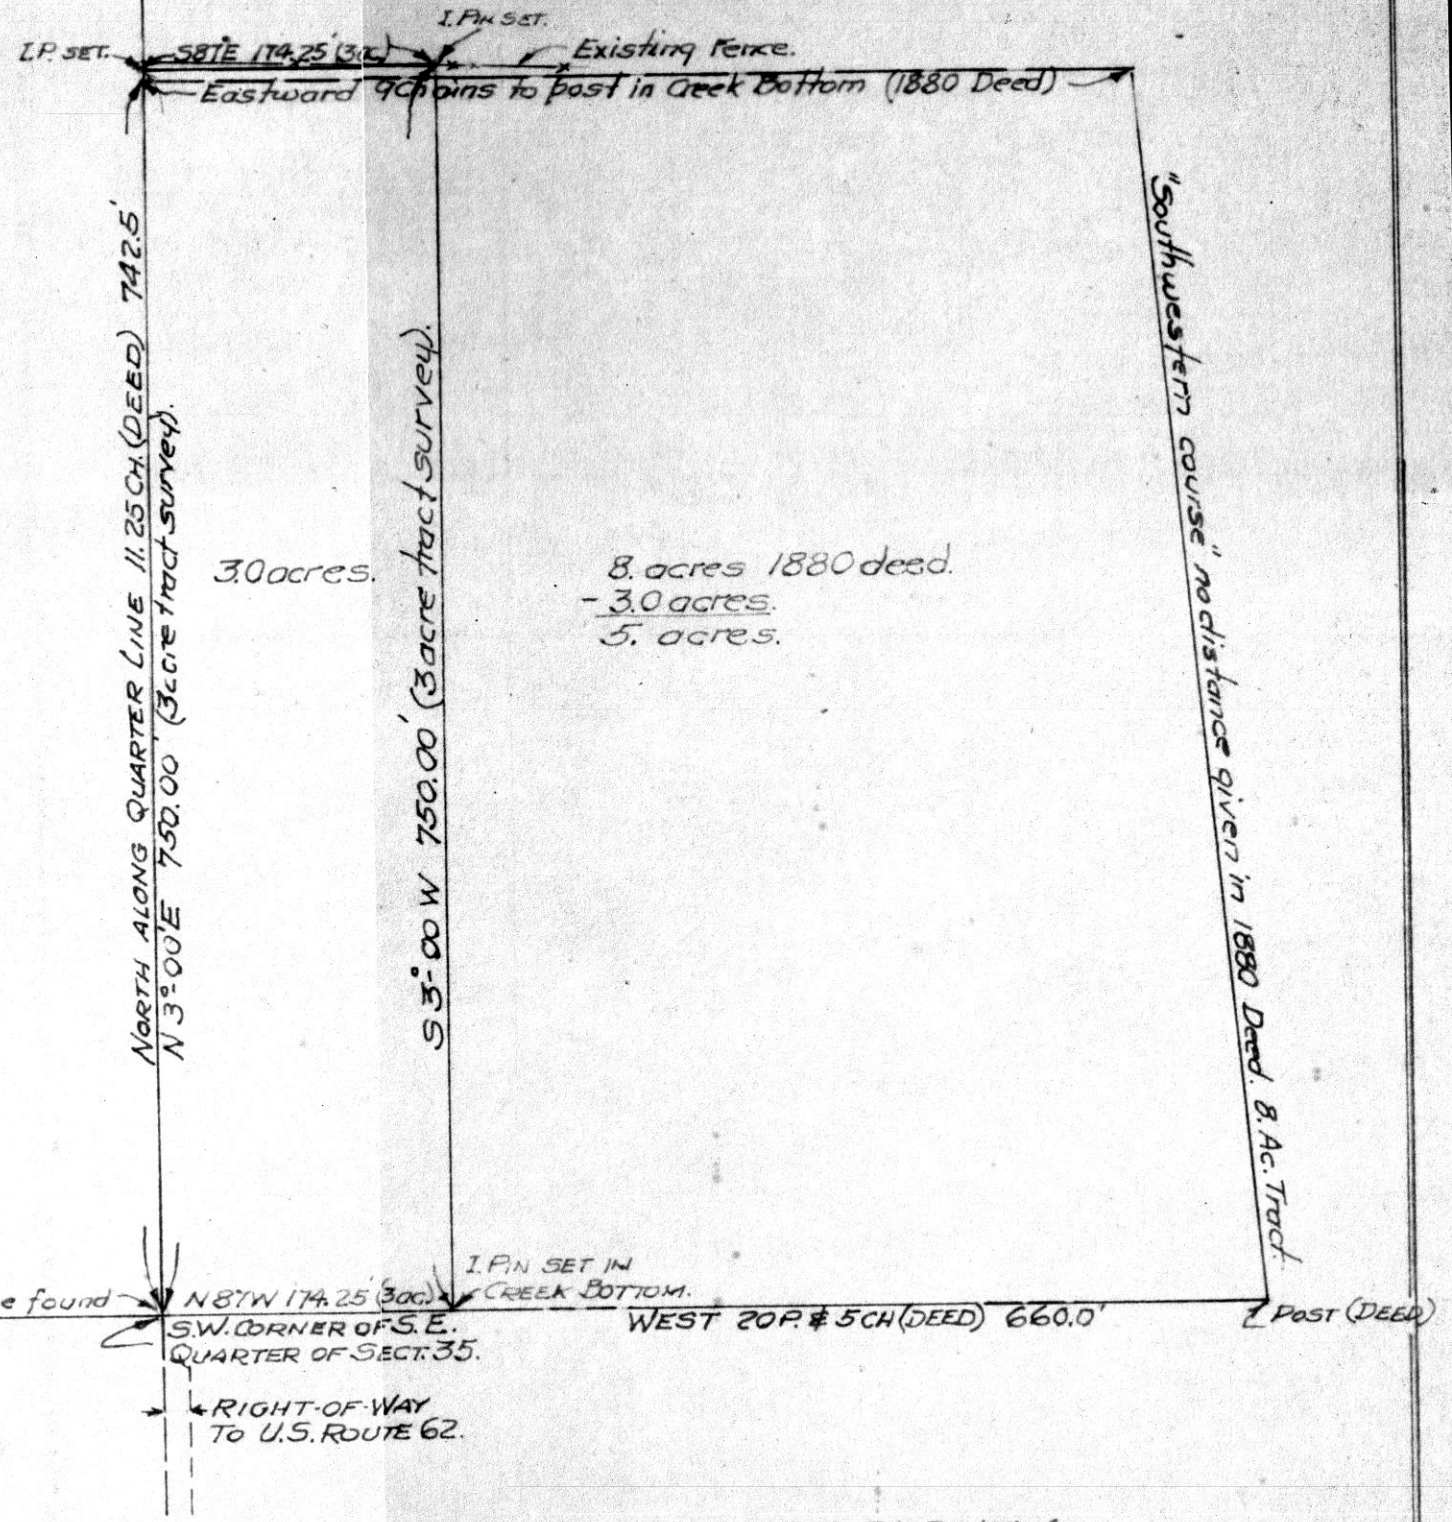 I. PIN SET.
I.P. SET.
S87°E 174.25' (3ac)
Existing Fence.
Eastward 9 chains to post in Creek Bottom (1880 Deed)
NORTH ALONG QUARTER LINE 11.25 CH. (DEED) 742.5'
N 3°-00'E 750.00' (3acre tract survey).
S 3°-00 W 750.00' (3acre tract survey).
"Southwestern course" no distance given in 1880 Deed. 8. Ac. Tract.
3.0 acres.
8. acres 1880 deed.
- 3.0 acres.
5. acres.
I. PIN SET IN
CREEK BOTTOM.
e found
N 87°W 174.25' (3ac.)
WEST 20P. & 5CH (DEED) 660.0'
POST (DEED)
S.W. CORNER OF S.E.
QUARTER OF SECT. 35.
RIGHT-OF-WAY
TO U.S. ROUTE 62.